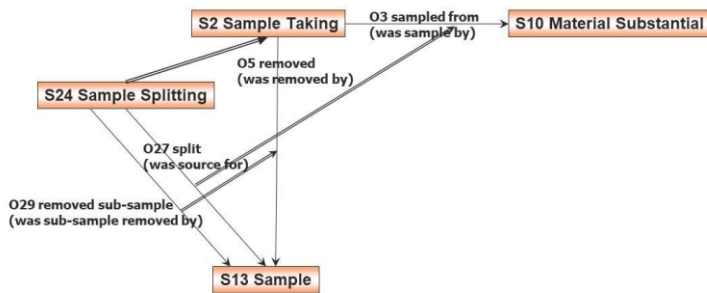 S2 Sample Taking
O3 sampled from
(was sample by)
S10 Material Substantial
O5 removed
(was removed by)
S24 Sample Splitting
O27 split
(was source for)
O29 removed sub-sample
(was sub-sample removed by)
S13 Sample